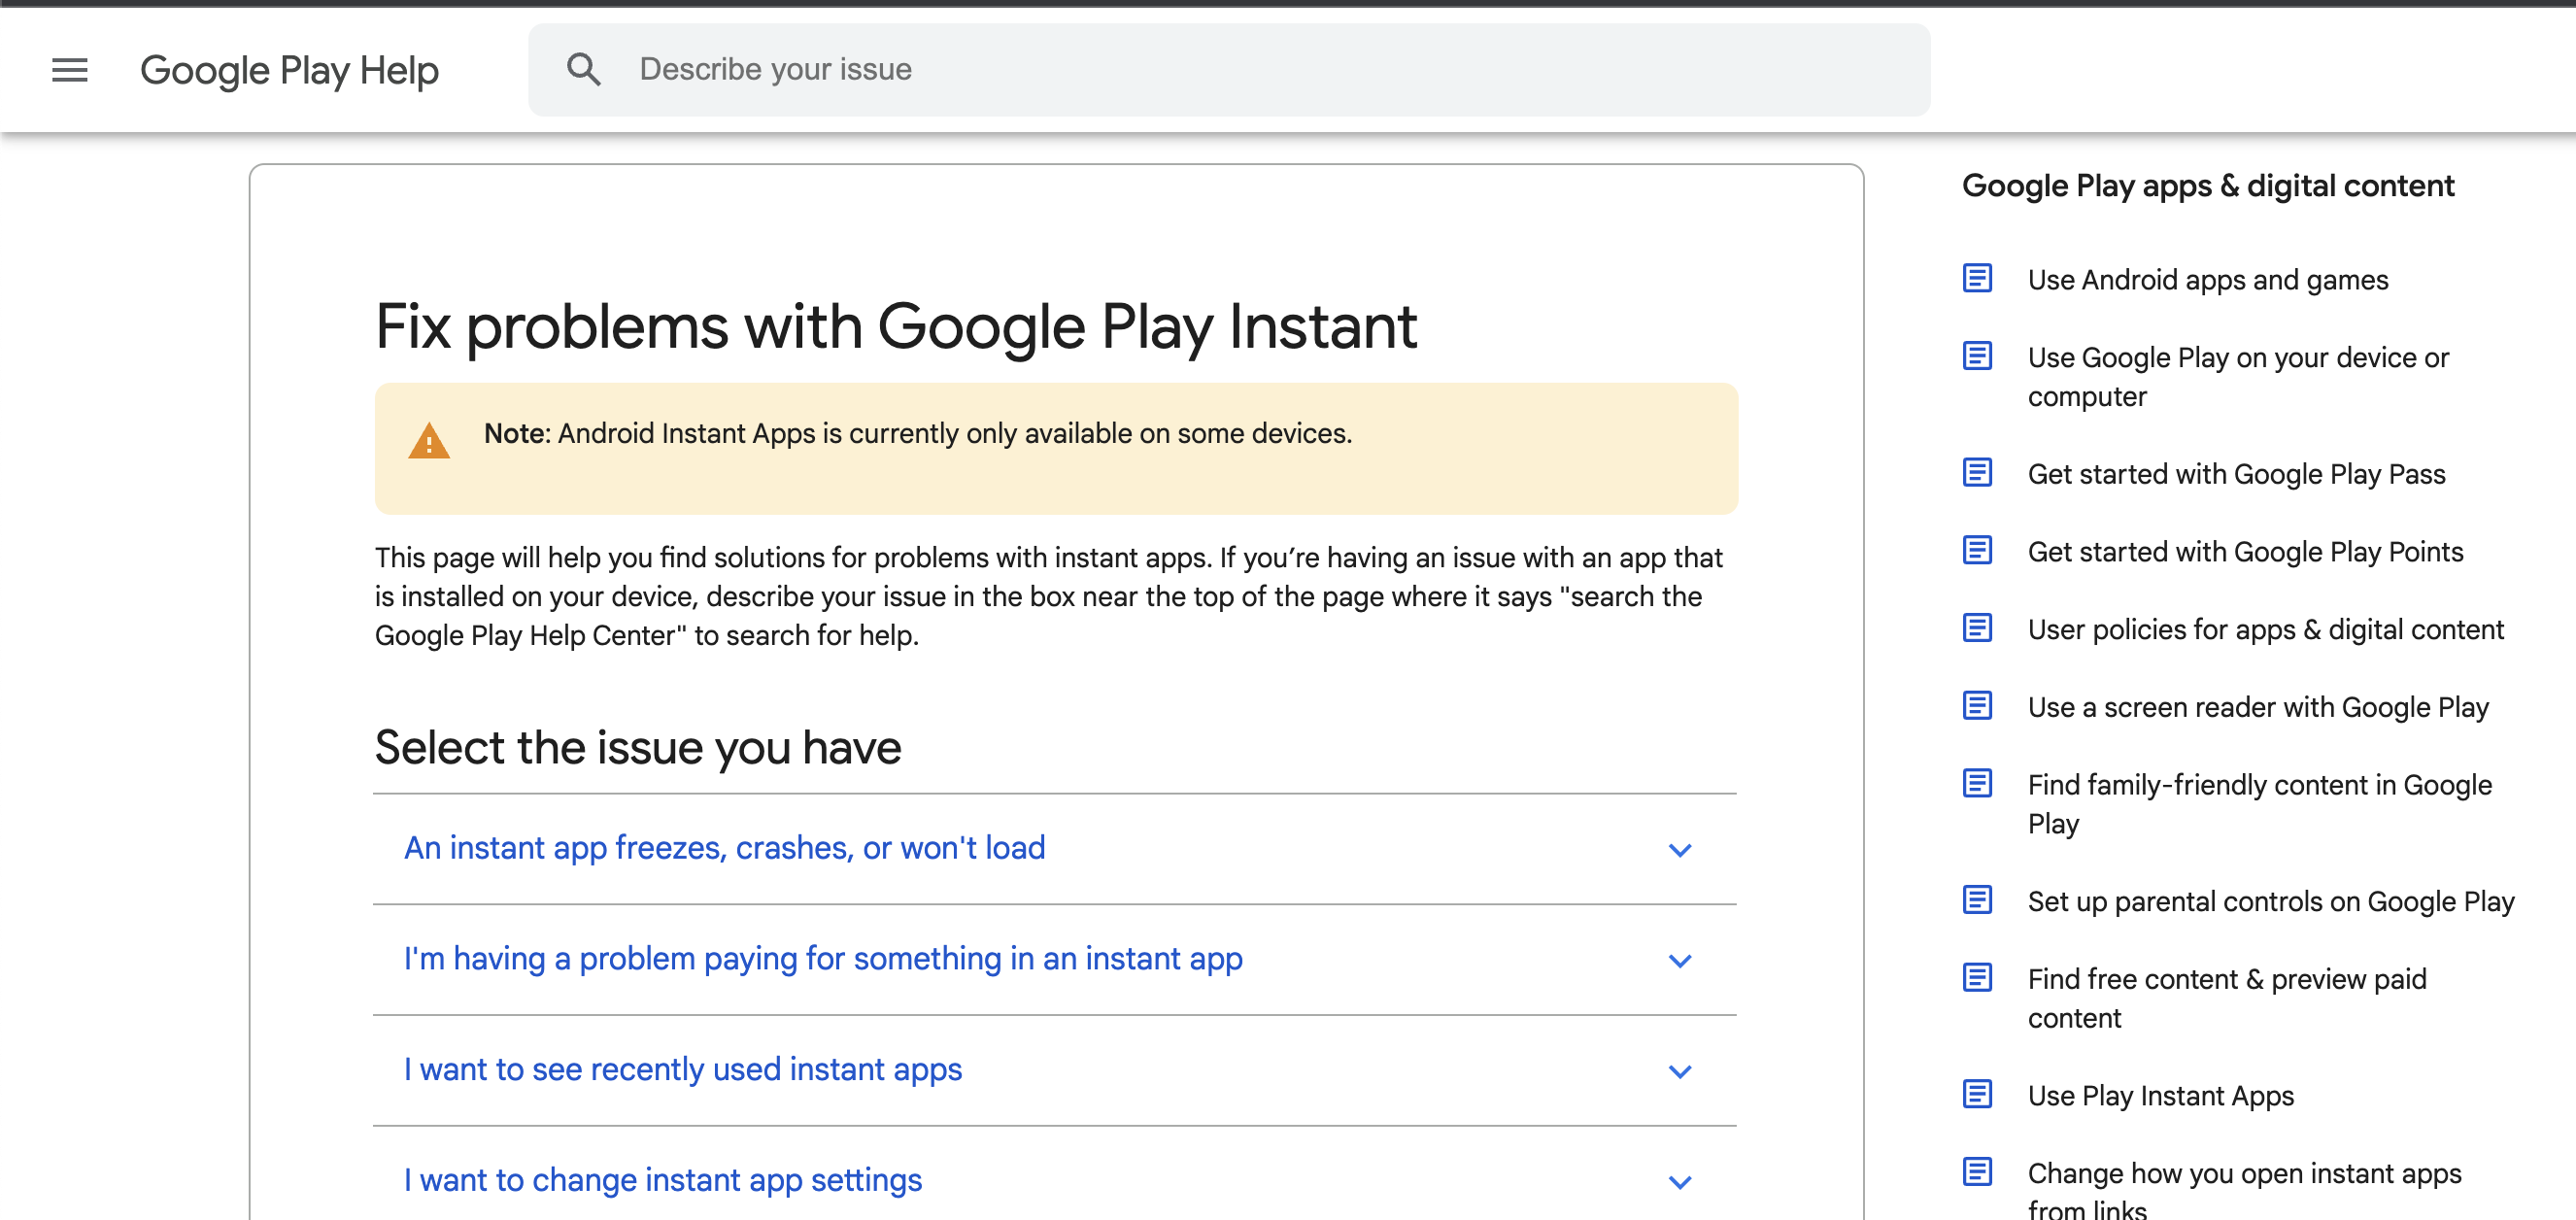 Google Play Help
Describe your issue
Fix problems with Google Play Instant
Note: Android Instant Apps is currently only available on some devices.
This page will help you find solutions for problems with instant apps. If you’re having an issue with an app that
is installed on your device, describe your issue in the box near the top of the page where it says "search the
Google Play Help Center" to search for help.
Select the issue you have
An instant app freezes, crashes, or won't load
I'm having a problem paying for something in an instant app
I want to see recently used instant apps
I want to change instant app settings
Google Play apps & digital content
Use Android apps and games
Use Google Play on your device or
computer
Get started with Google Play Pass
Get started with Google Play Points
User policies for apps & digital content
Use a screen reader with Google Play
Find family-friendly content in Google
Play
Set up parental controls on Google Play
Find free content & preview paid
content
Use Play Instant Apps
Change how you open instant apps
from links